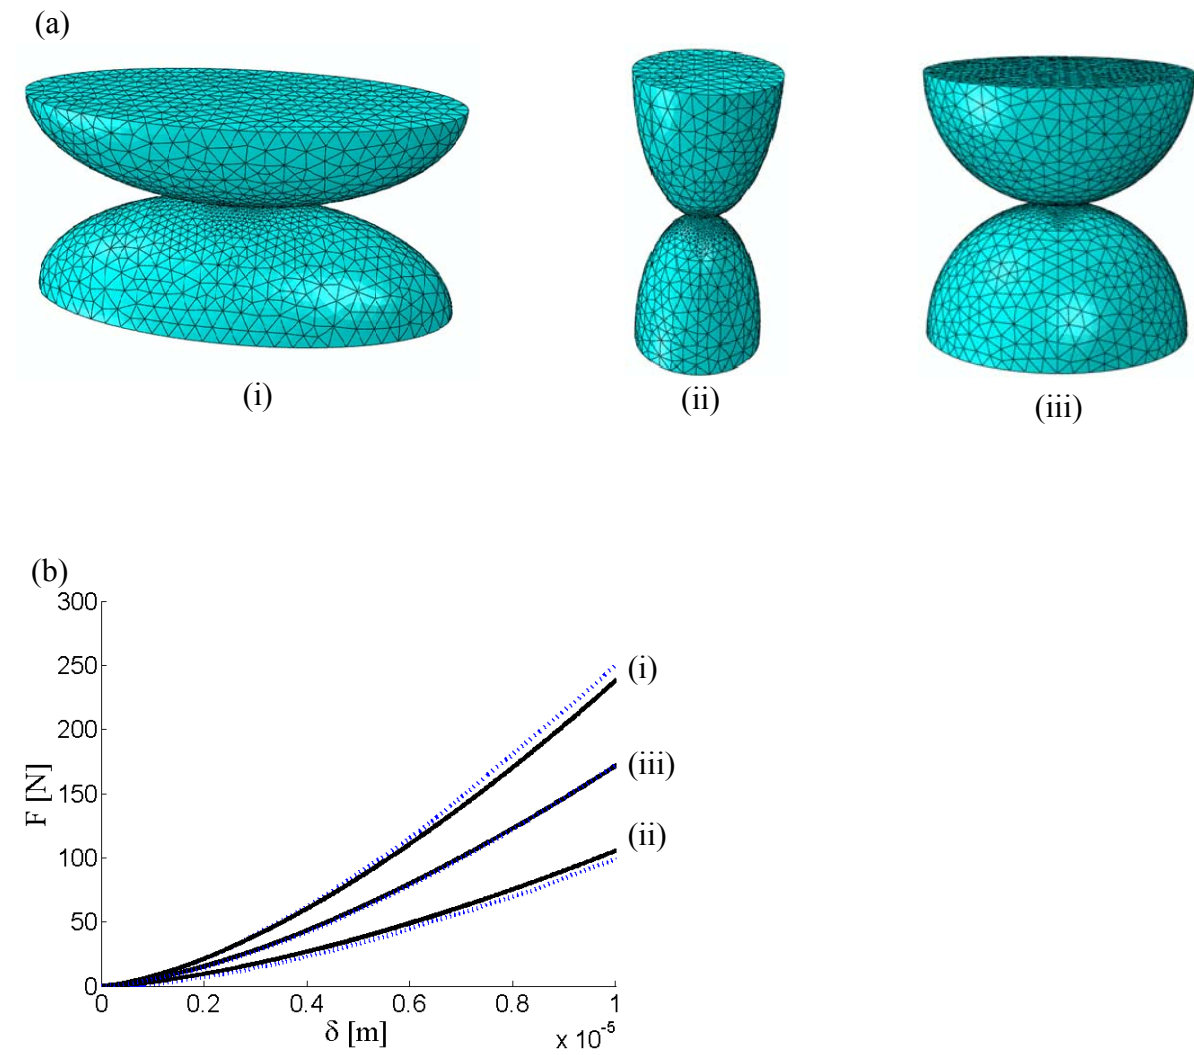 (a)
(i)
(ii)
(iii)
(b)
300
250
200
150
100
50
0
F [N]
(i)
(iii)
(ii)
0
0.2
0.4
0.6
0.8
1
δ [m]
x 10⁻⁵